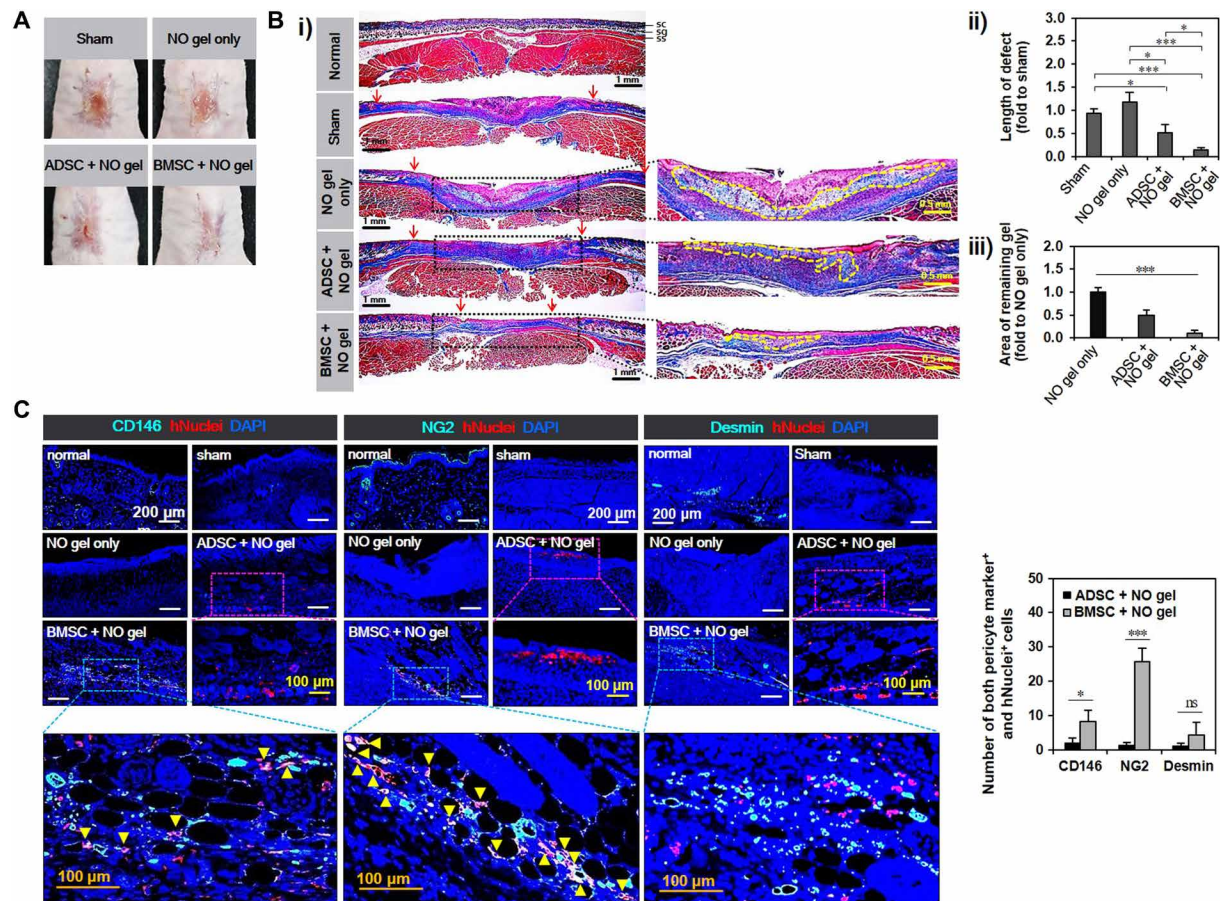 A
Sham
NO gel only
ADSC + NO gel
BMSC + NO gel
B
i)
Normal
Sham
NO gel
only
ADSC +
NO gel
BMSC +
NO gel
SC
SG
SS
1 mm
1 mm
1 mm
1 mm
1 mm
0.5 mm
0.5 mm
0.5 mm
ii)
Length of defect
(fold to sham)
3.0
2.5
2.0
1.5
1.0
0.5
0
*
***
*
***
*
Sham
NO gel only
ADSC +
NO gel
BMSC +
NO gel
iii)
Area of remaining gel
(fold to NO gel only)
2.0
1.5
1.0
0.5
0
***
NO gel only
ADSC +
NO gel
BMSC +
NO gel
C
CD146 hNuclei DAPI
NG2 hNuclei DAPI
Desmin hNuclei DAPI
normal
200 μm
sham
normal
sham
200 μm
normal
200 μm
Sham
NO gel only
ADSC + NO gel
NO gel only
ADSC + NO gel
NO gel only
ADSC + NO gel
BMSC + NO gel
100 μm
BMSC + NO gel
100 μm
BMSC + NO gel
100 μm
100 μm
100 μm
100 μm
Number of both pericyte marker+
and hNuclei+ cells
50
40
30
20
10
0
ADSC + NO gel
BMSC + NO gel
*
***
ns
CD146
NG2
Desmin